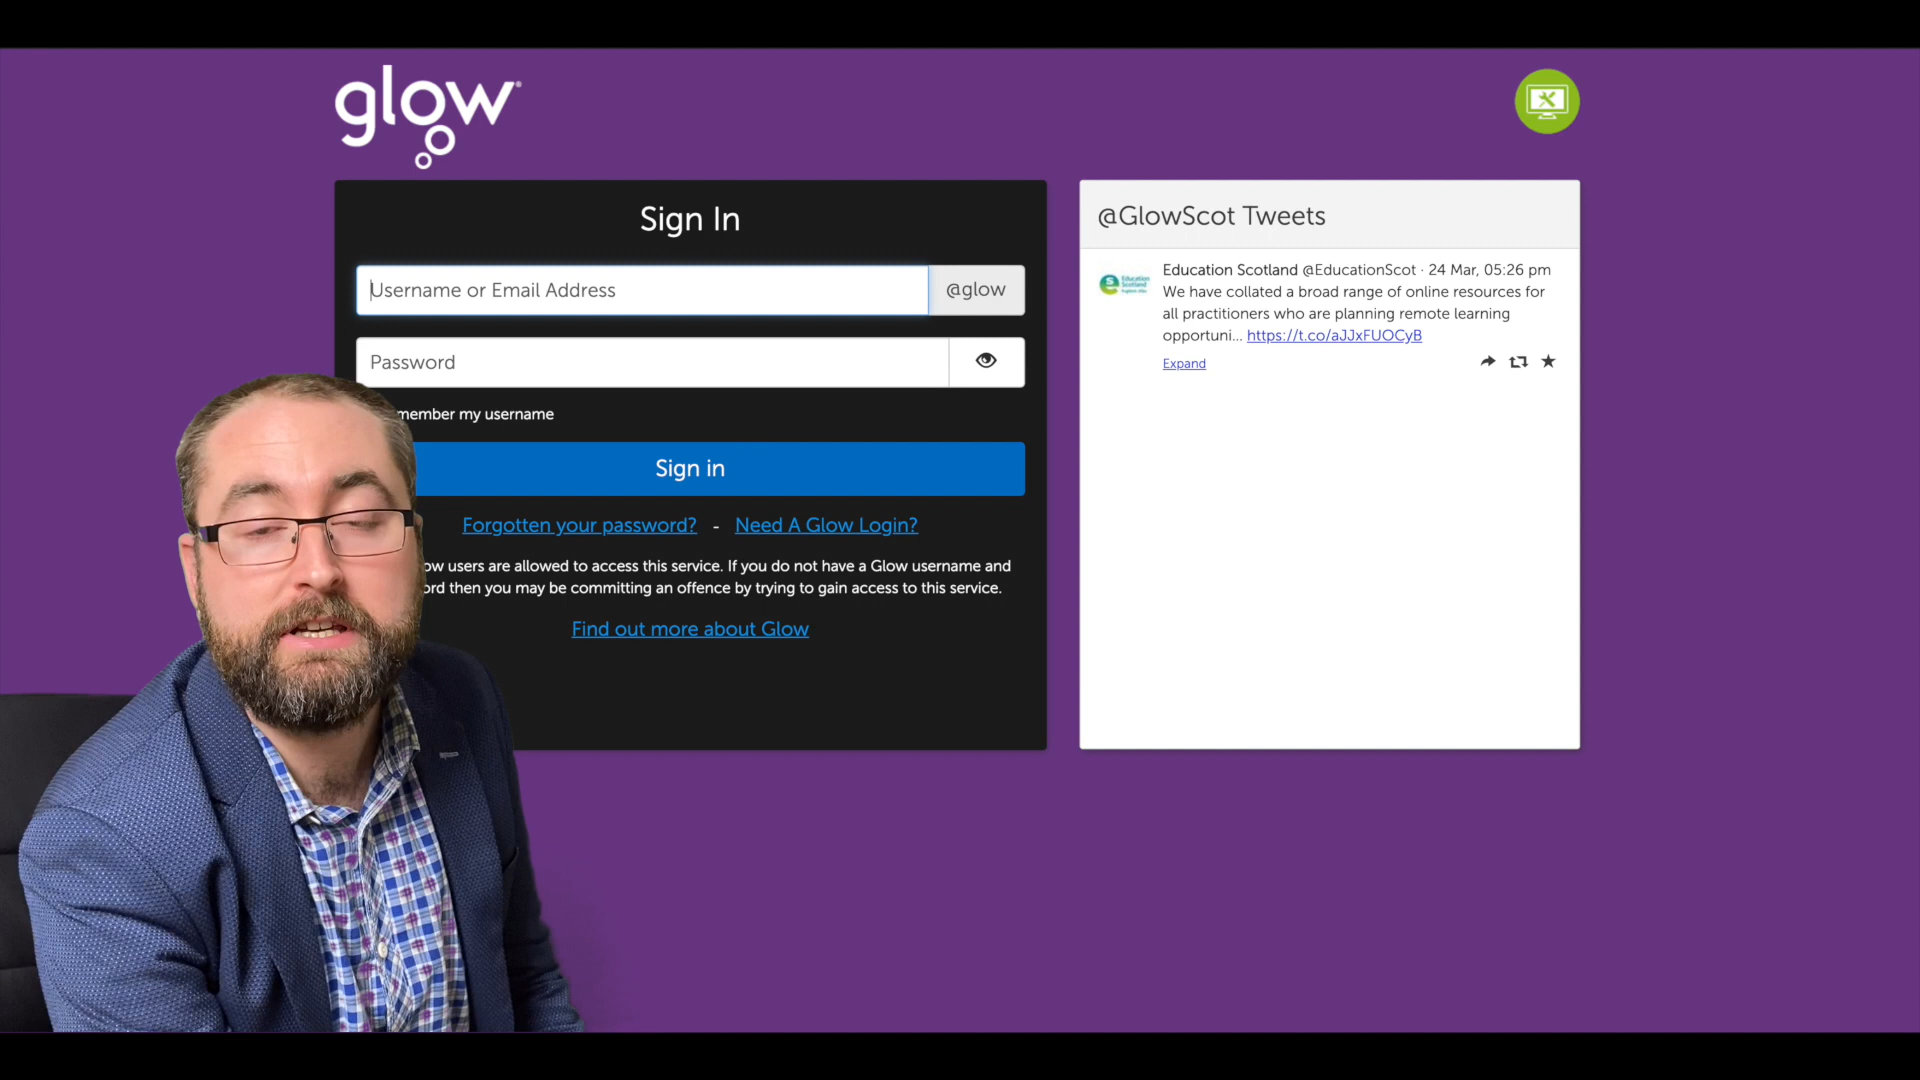 glow
Sign In
Username or Email Address
@glow
Password
member my username
Sign in
Forgotten your password? - Need A Glow Login?
ow users are allowed to access this service. If you do not have a Glow username and
ord then you may be committing an offence by trying to gain access to this service.
Find out more about Glow
@GlowScot Tweets
Education Scotland @EducationScot · 24 Mar, 05:26 pm
We have collated a broad range of online resources for
all practitioners who are planning remote learning
opportuni... https://t.co/aJJxFUOCyB
Expand
Education
Scotland